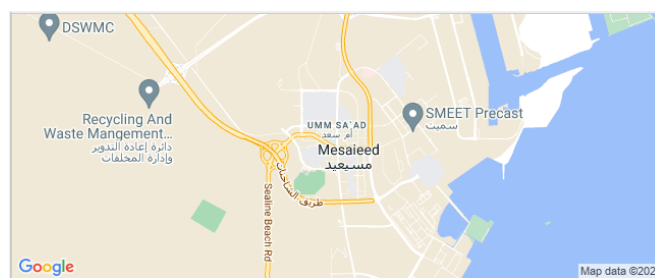 DSWMC
Recycling And
Waste Mangement...
دائرة إعادة التدوير
وإدارة المخلفات
UMM SA'AD
أم سعد
SMEET Precast
سميت
Mesaieed
مسيعيد
طريق الشاحنات
Sealine Beach Rd
Google
Map data ©202